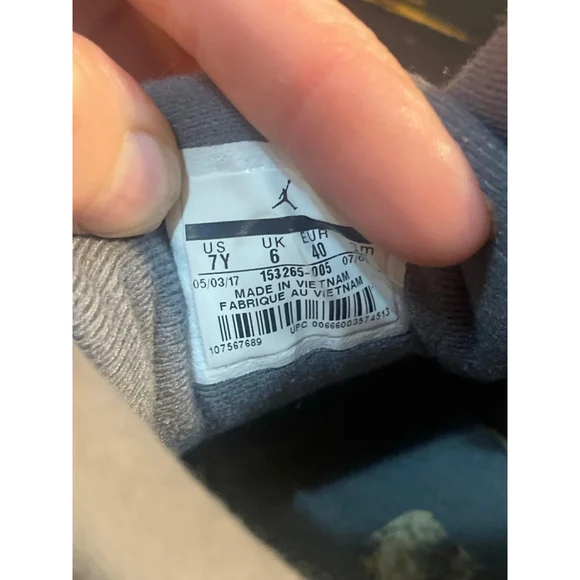 US UK EUR cm
7Y 6 40
05/03/17 153265-005 07/0
MADE IN VIETNAM
FABRIQUE AU VIETNAM
UPC 00666003574513
107567689